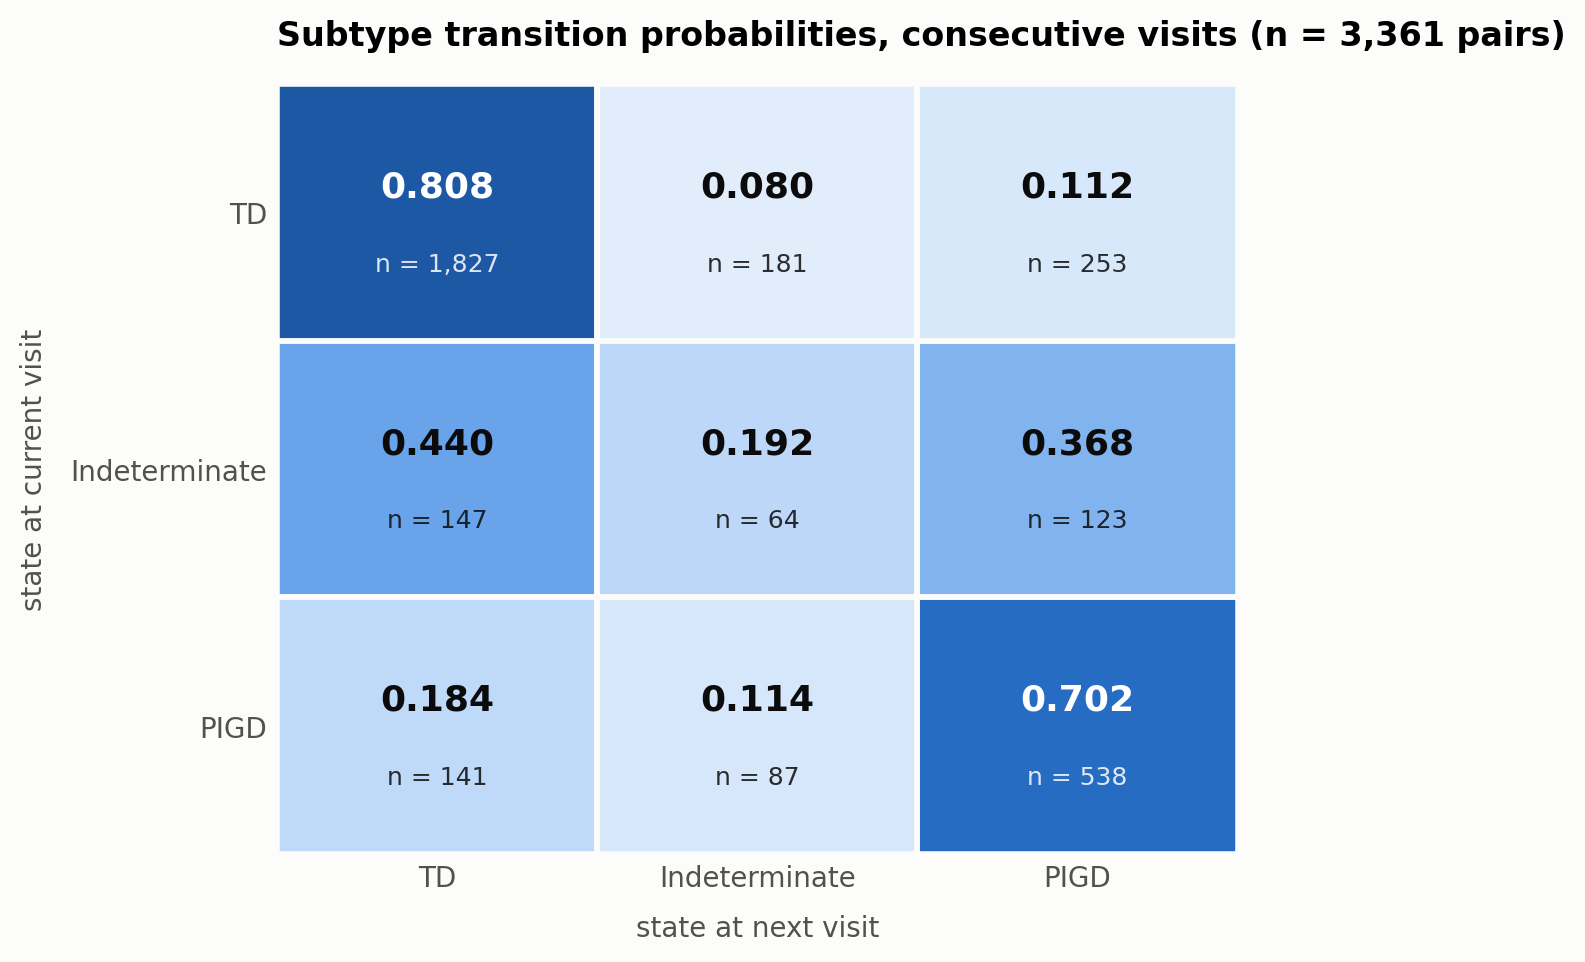 Subtype transition probabilities, consecutive visits (n = 3,361 pairs)
state at current visit
TD
0.808
n = 1,827
0.080
n = 181
0.112
n = 253
Indeterminate
0.440
n = 147
0.192
n = 64
0.368
n = 123
PIGD
0.184
n = 141
0.114
n = 87
0.702
n = 538
TD
Indeterminate
PIGD
state at next visit